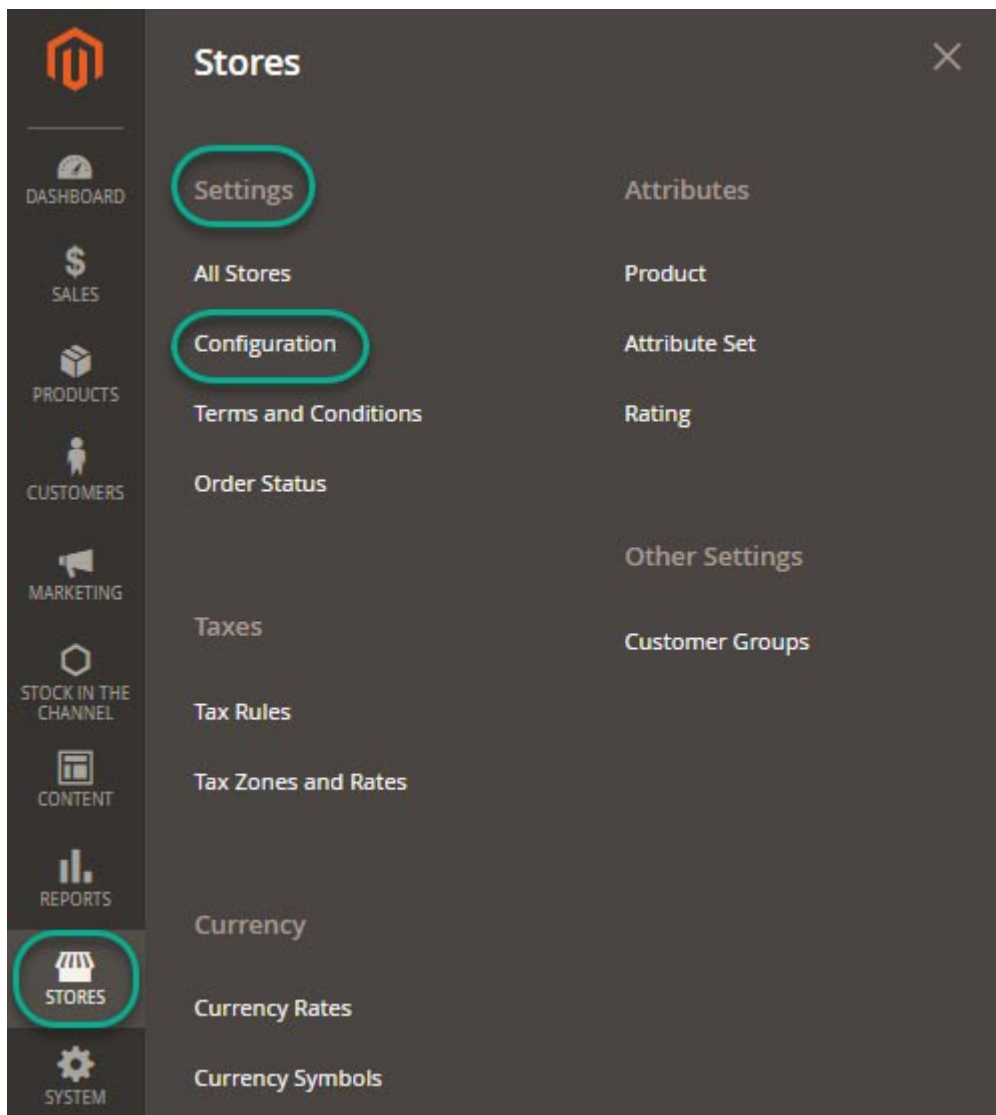 DASHBOARD
SALES
PRODUCTS
CUSTOMERS
MARKETING
STOCK IN THE
CHANNEL
CONTENT
REPORTS
STORES
SYSTEM
Stores
Settings
All Stores
Configuration
Terms and Conditions
Order Status
Taxes
Tax Rules
Tax Zones and Rates
Currency
Currency Rates
Currency Symbols
Attributes
Product
Attribute Set
Rating
Other Settings
Customer Groups